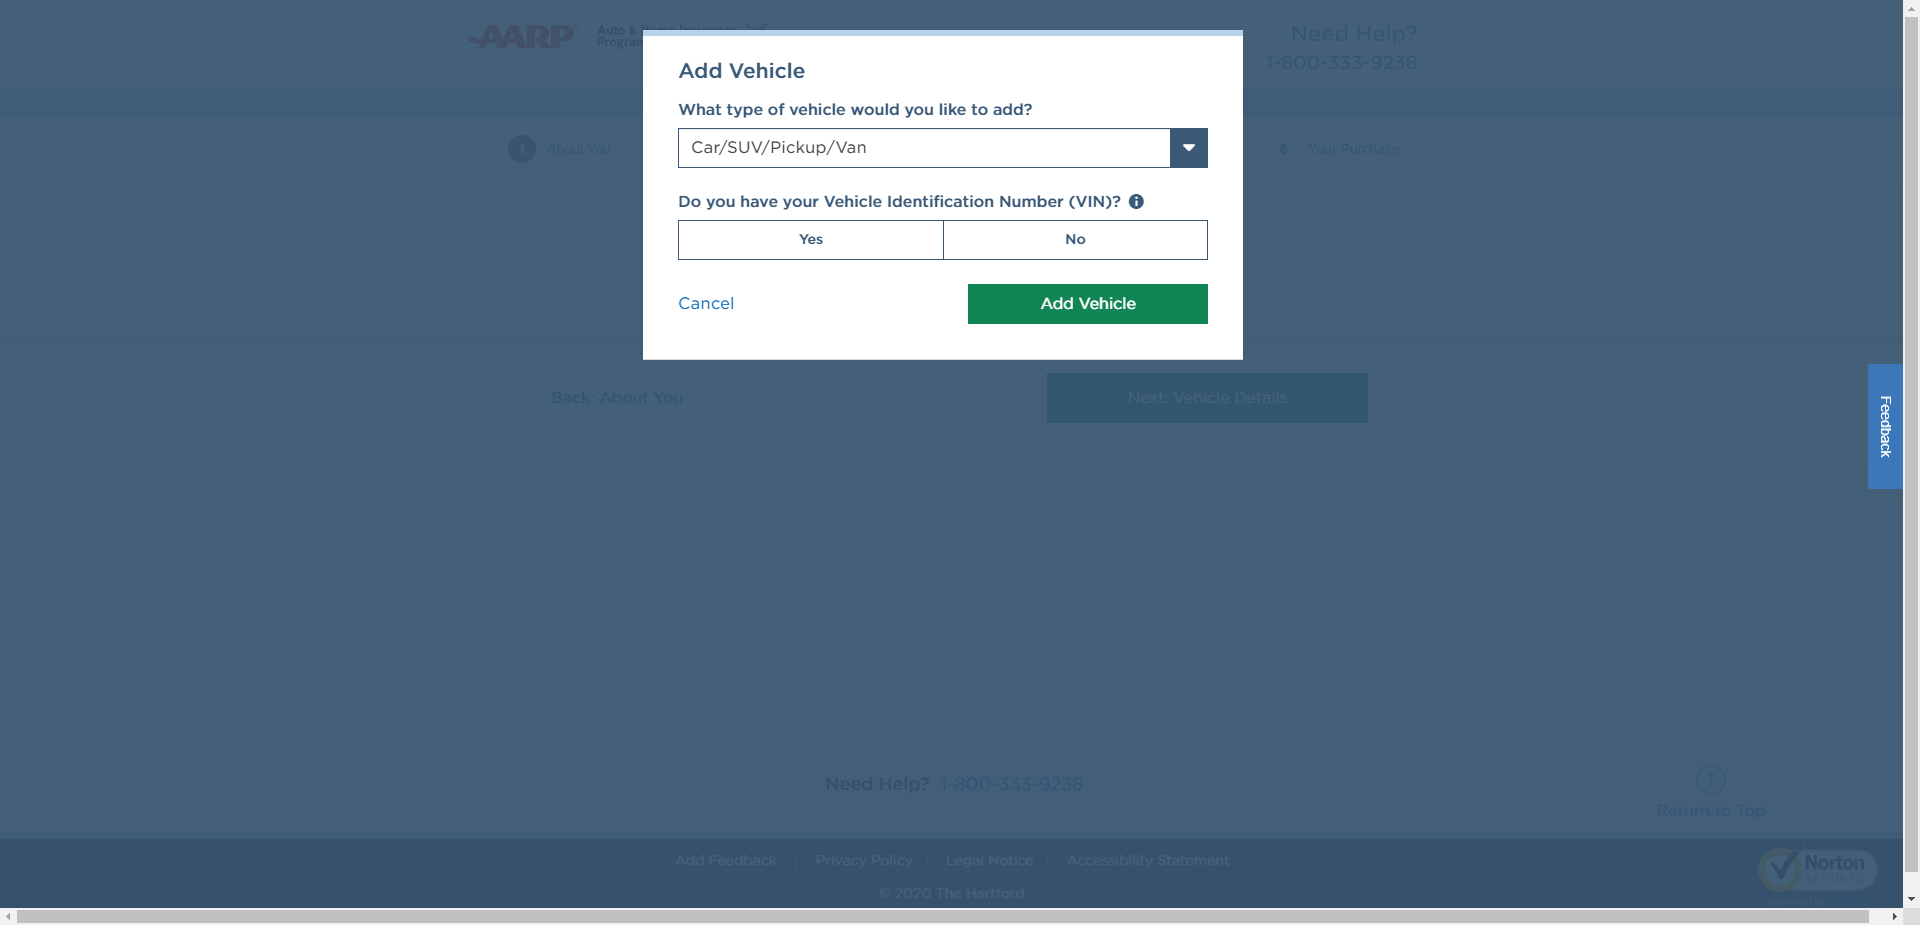 AARP
Need Help?
1-800-333-9238
Add Vehicle
What type of vehicle would you like to add?
Car/SUV/Pickup/Van
1 About You
5 Your Purchase
Do you have your Vehicle Identification Number (VIN)?
Yes No
Cancel Add Vehicle
Back: About You Next: Vehicle Details
Feedback
Need Help? 1-800-333-9238
Return to Top
Add Feedback Privacy Policy Legal Notice Accessibility Statement
© 2020 The Hartford
Norton
SECURED
powered by